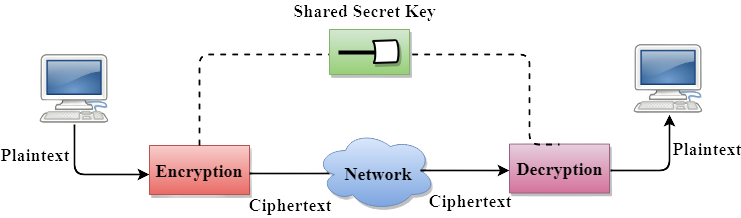 Shared Secret Key
Plaintext
Encryption
Ciphertext
Network
Ciphertext
Decryption
Plaintext